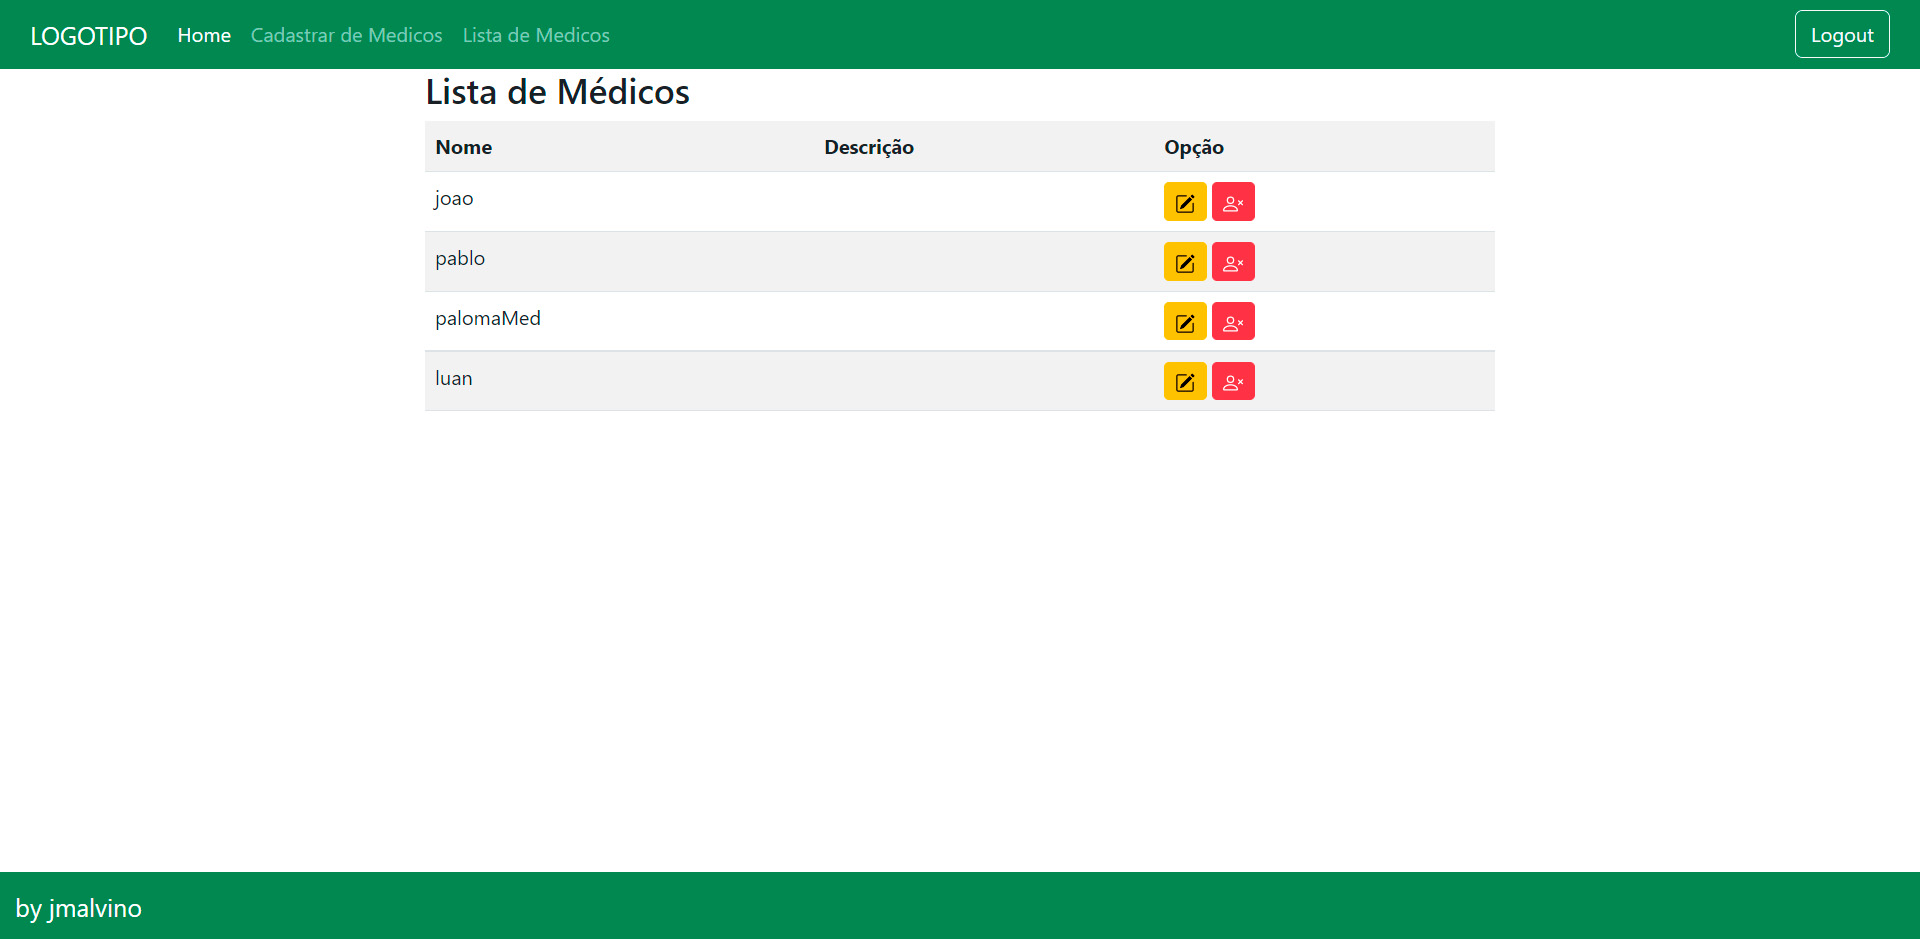 LOGOTIPO Home Cadastrar de Medicos Lista de Medicos Logout
Lista de Médicos
Nome Descrição Opção
joao
pablo
palomaMed
luan
by jmalvino